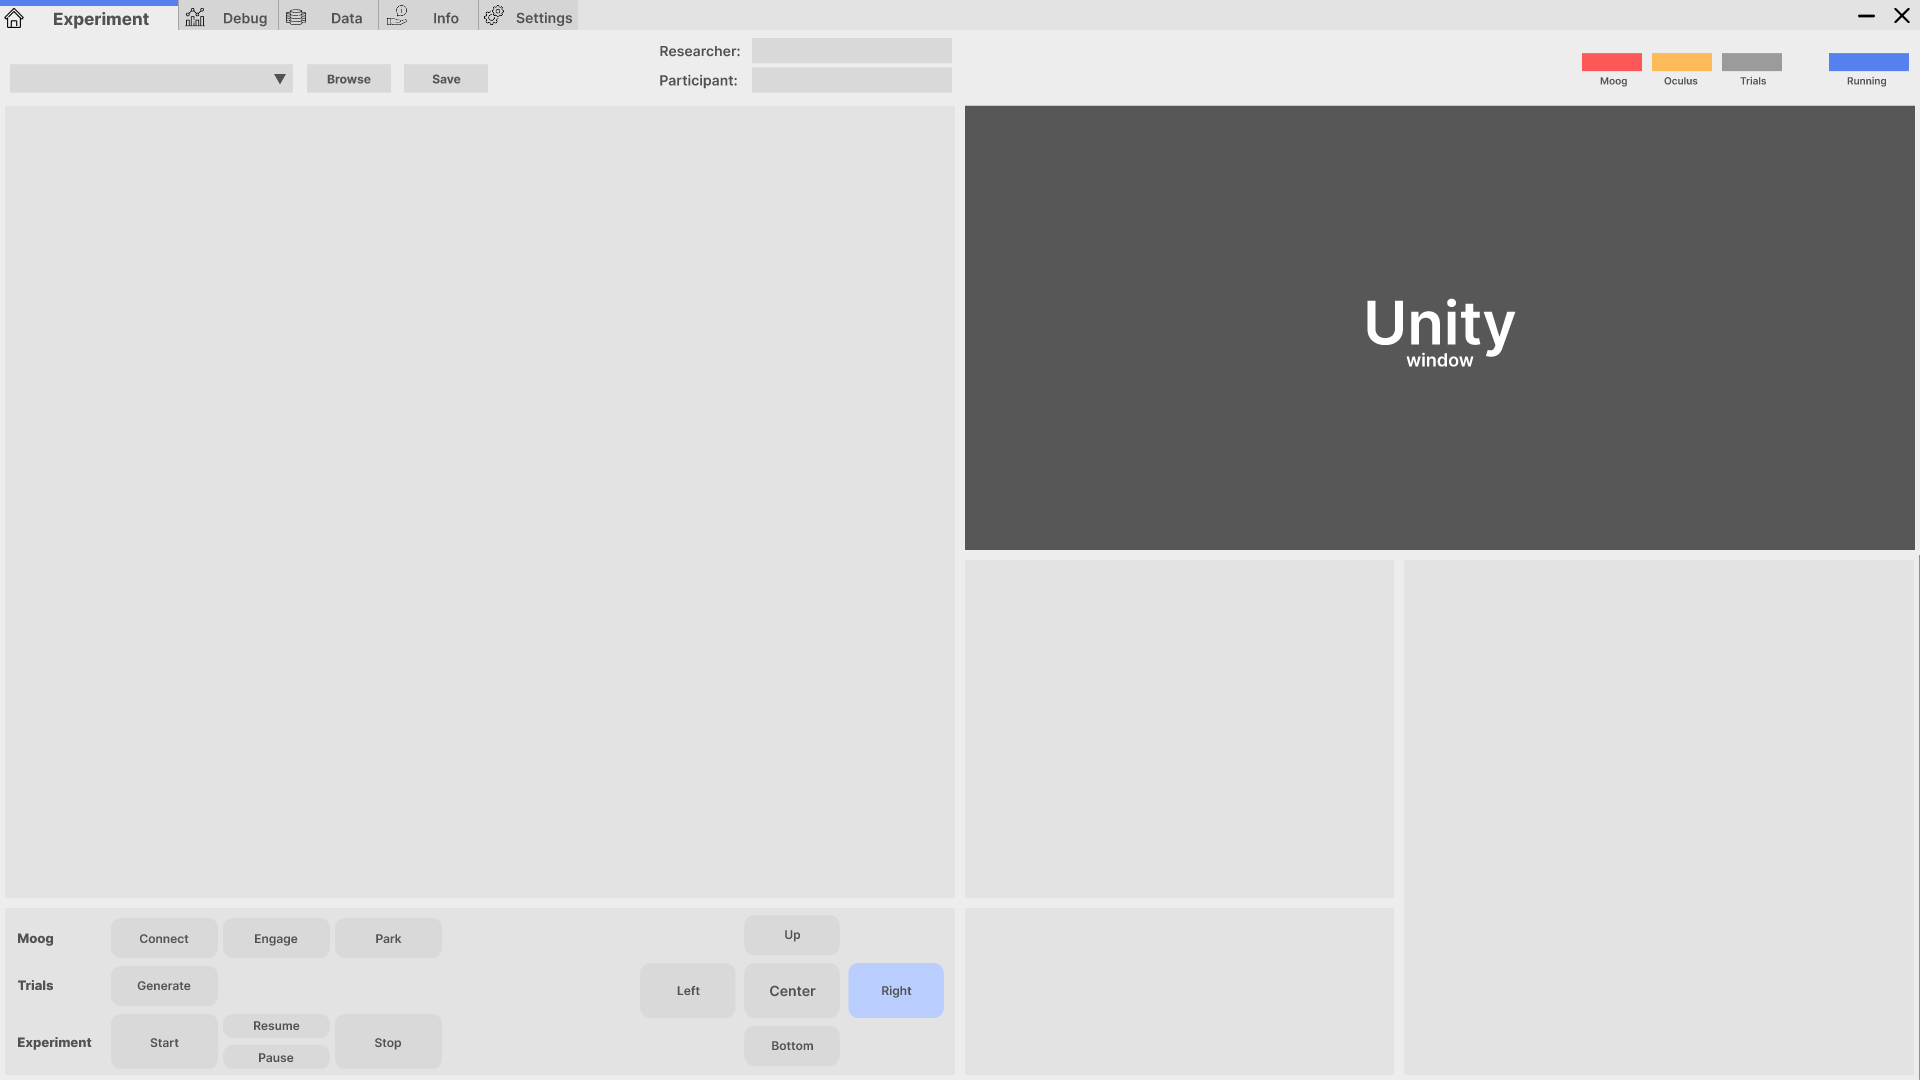 Experiment
Debug
Data
Info
Settings
Researcher:
Browse
Save
Participant:
Moog
Oculus
Trials
Running
Unity
window
Moog
Connect
Engage
Park
Up
Trials
Generate
Left
Center
Right
Experiment
Start
Resume
Pause
Stop
Bottom